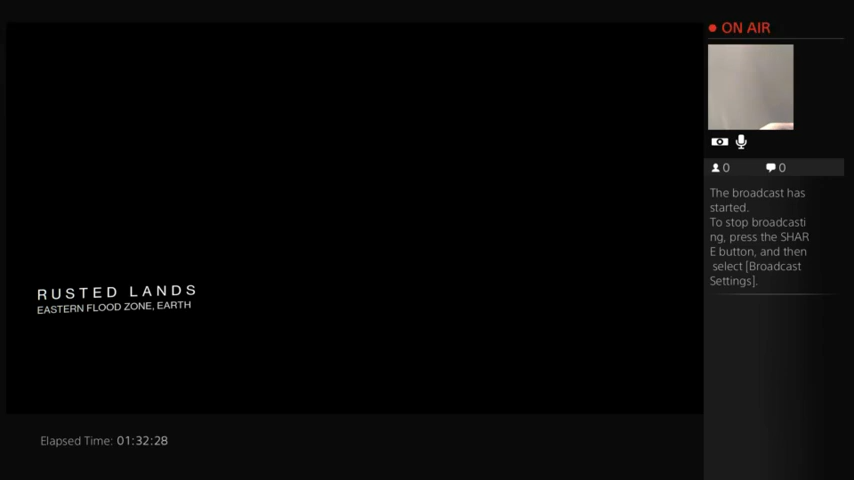 ON AIR
0 0
The broadcast has
started.
To stop broadcasti
ng, press the SHAR
E button, and then
select [Broadcast
Settings].
RUSTED LANDS
EASTERN FLOOD ZONE, EARTH
Elapsed Time: 01:32:28